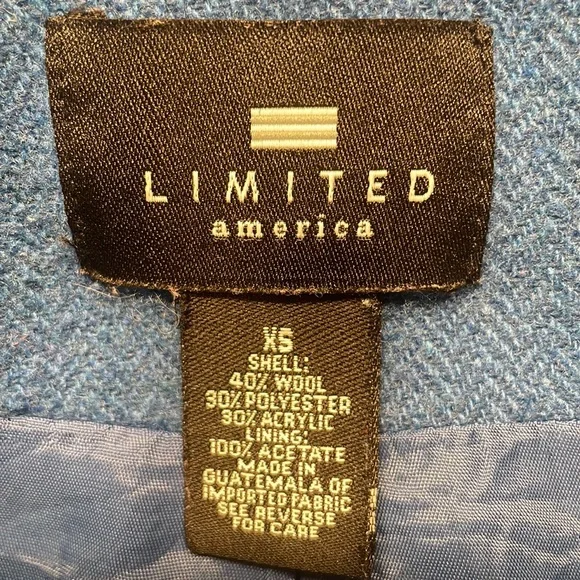 LIMITED
america
XS
SHELL:
40% WOOL
30% POLYESTER
30% ACRYLIC
LINING:
100% ACETATE
MADE IN
GUATEMALA OF
IMPORTED FABRIC
SEE REVERSE
FOR CARE